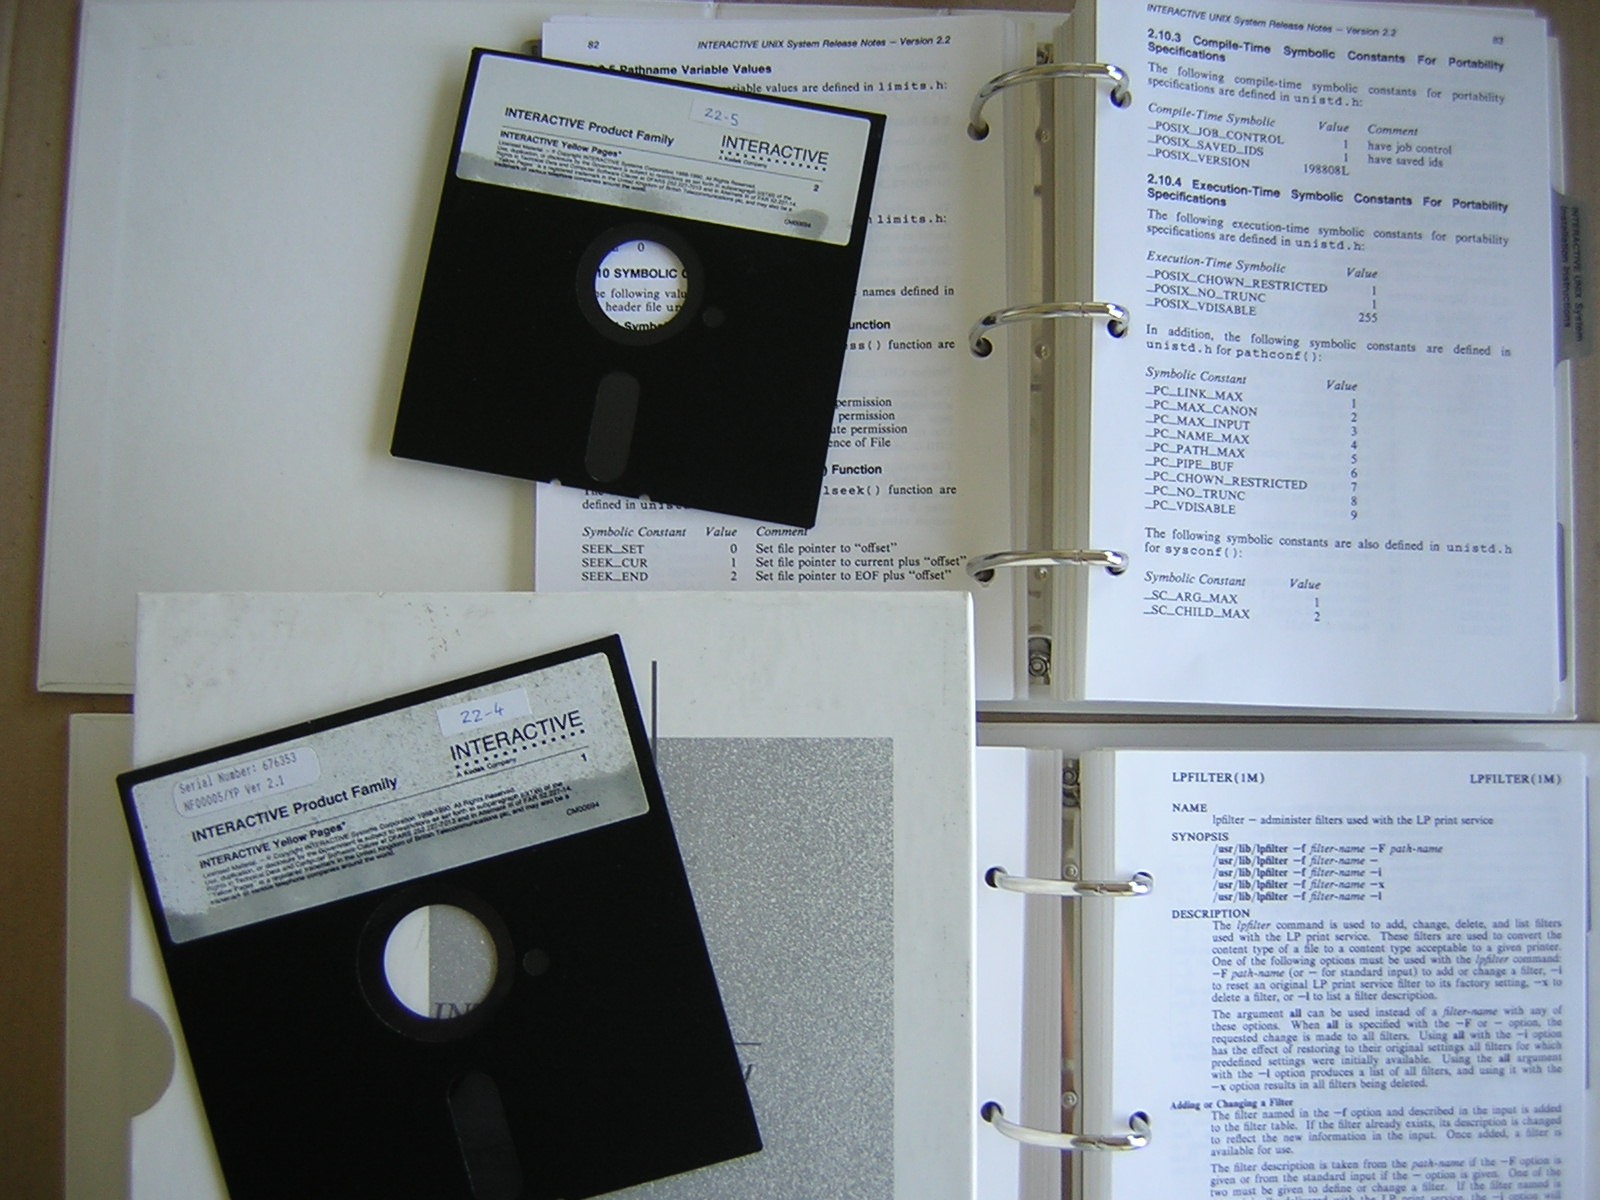 82 INTERACTIVE UNIX System Release Notes — Version 2.2
Pathname Variable Values
variable values are defined in limits.h:
limits.h:
0
10 SYMBOLIC
following
names defined in
header file
unction
() function are
permission
permission
permission
of File
Function
lseek() function are
defined in
Symbolic Constant Value Comment
SEEK_SET 0 Set file pointer to "offset"
SEEK_CUR 1 Set file pointer to current plus "offset"
SEEK_END 2 Set file pointer to EOF plus "offset"
22-5
INTERACTIVE Product Family
INTERACTIVE
A Kodak Company
INTERACTIVE Yellow Pages*
2
CM00694
INTERACTIVE UNIX System Release Notes — Version 2.2 83
2.10.3 Compile-Time Symbolic Constants For Portability
Specifications
The following compile-time symbolic constants for portability
specifications are defined in unistd.h:
Compile-Time Symbolic Value Comment
_POSIX_JOB_CONTROL 1 have job control
_POSIX_SAVED_IDS 1 have saved ids
_POSIX_VERSION 198808L
2.10.4 Execution-Time Symbolic Constants For Portability
Specifications
The following execution-time symbolic constants for portability
specifications are defined in unistd.h:
Execution-Time Symbolic Value
_POSIX_CHOWN_RESTRICTED 1
_POSIX_NO_TRUNC 1
_POSIX_VDISABLE 255
In addition, the following symbolic constants are defined in
unistd.h for pathconf():
Symbolic Constant Value
_PC_LINK_MAX 1
_PC_MAX_CANON 2
_PC_MAX_INPUT 3
_PC_NAME_MAX 4
_PC_PATH_MAX 5
_PC_PIPE_BUF 6
_PC_CHOWN_RESTRICTED 7
_PC_NO_TRUNC 8
_PC_VDISABLE 9
The following symbolic constants are also defined in unistd.h
for sysconf():
Symbolic Constant Value
_SC_ARG_MAX 1
_SC_CHILD_MAX 2
INTERACTIVE UNIX System
Installation Instructions
22-4
Serial Number: 676353
NF00005/YP Ver 2.1
INTERACTIVE
A Kodak Company
INTERACTIVE Product Family
1
INTERACTIVE Yellow Pages*
CM00694
LPFILTER(1M) LPFILTER(1M)
NAME
lpfilter — administer filters used with the LP print service
SYNOPSIS
/usr/lib/lpfilter —f filter-name —F path-name
/usr/lib/lpfilter —f filter-name —
/usr/lib/lpfilter —f filter-name —i
/usr/lib/lpfilter —f filter-name —x
/usr/lib/lpfilter —f filter-name —l
DESCRIPTION
The lpfilter command is used to add, change, delete, and list filters
used with the LP print service. These filters are used to convert the
content type of a file to a content type acceptable to a given printer.
One of the following options must be used with the lpfilter command:
—F path-name (or — for standard input) to add or change a filter, —i
to reset an original LP print service filter to its factory setting, —x to
delete a filter, or —l to list a filter description.
The argument all can be used instead of a filter-name with any of
these options. When all is specified with the —F or — option, the
requested change is made to all filters. Using all with the —i option
has the effect of restoring to their original settings all filters for which
predefined settings were initially available. Using the all argument
with the —l option produces a list of all filters, and using it with the
—x option results in all filters being deleted.
Adding or Changing a Filter
The filter named in the —f option and described in the input is added
to the filter table. If the filter already exists, its description is changed
to reflect the new information in the input. Once added, a filter is
available for use.
The filter description is taken from the path-name if the —F option is
given or from the standard input if the — option is given. One of the
two must be given to define or change a filter. If the filter named is